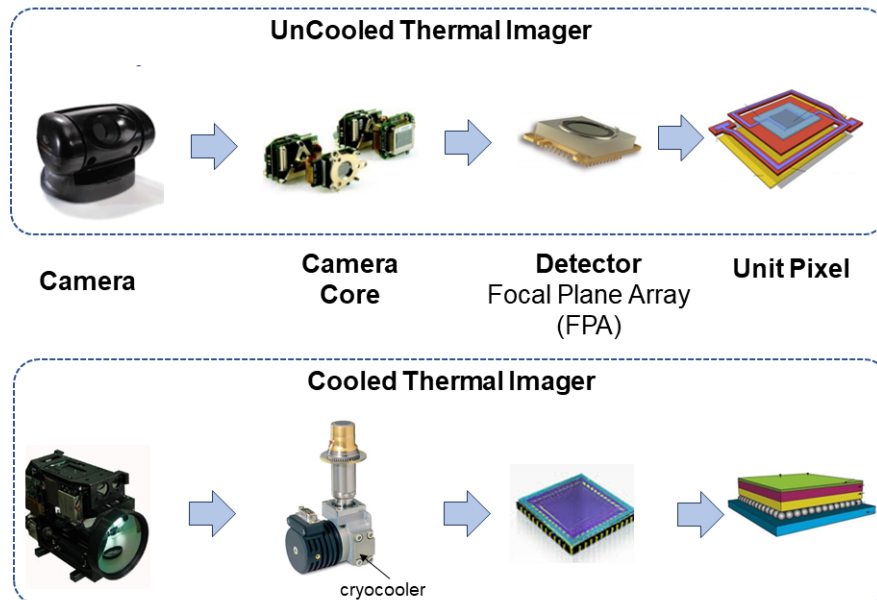 UnCooled Thermal Imager
Camera
Camera
Core
Detector
Focal Plane Array
(FPA)
Unit Pixel
Cooled Thermal Imager
cryocooler